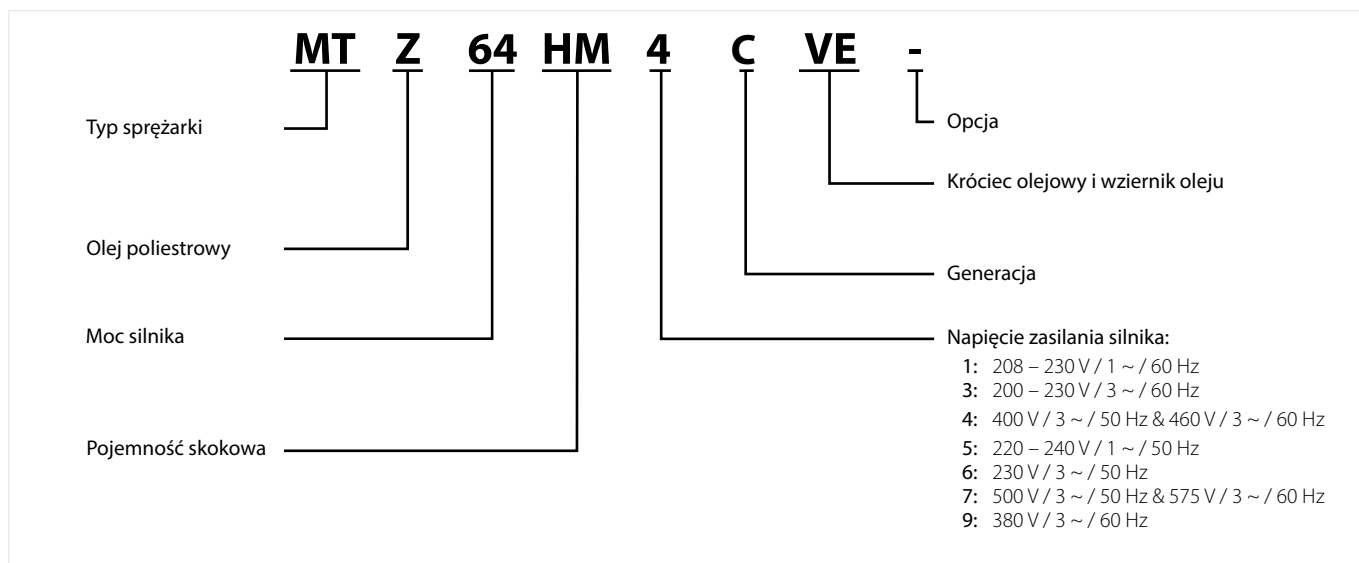 MT Z 64 HM 4 C VE -
Typ sprężarki
Olej poliestrowy
Moc silnika
Pojemność skokowa
Opcja
Króciec olejowy i wziernik oleju
Generacja
Napięcie zasilania silnika:
1: 208 – 230 V / 1 ~ / 60 Hz
3: 200 – 230 V / 3 ~ / 60 Hz
4: 400 V / 3 ~ / 50 Hz & 460 V / 3 ~ / 60 Hz
5: 220 – 240 V / 1 ~ / 50 Hz
6: 230 V / 3 ~ / 50 Hz
7: 500 V / 3 ~ / 50 Hz & 575 V / 3 ~ / 60 Hz
9: 380 V / 3 ~ / 60 Hz